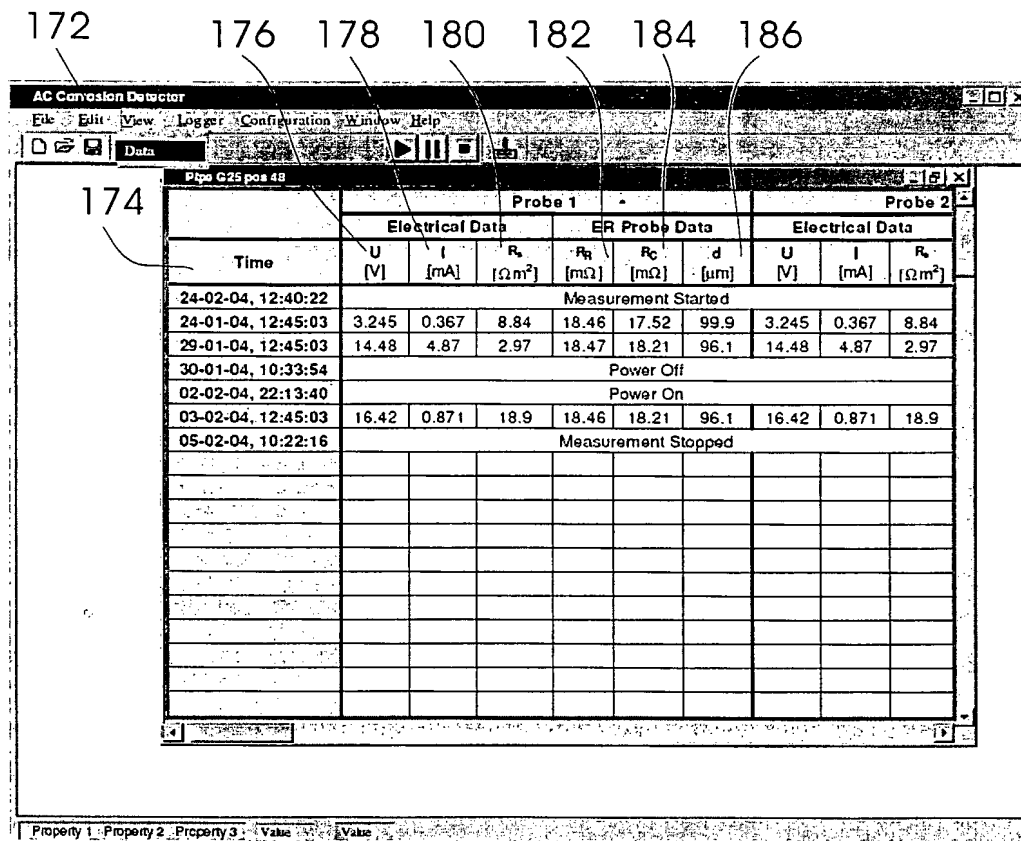 172 176 178 180 182 184 186
AC Corrosion Detector
File Edit View Logger Configuration Window Help
Data
Pipe G25 pos 48
174
Probe 1 Probe 2
Electrical Data ER Probe Data Electrical Data
Time U [V] I [mA] Rs [Ωm²] RR [mΩ] RC [mΩ] d [µm] U [V] I [mA] Rs [Ωm²]
24-02-04, 12:40:22 Measurement Started
24-01-04, 12:45:03 3.245 0.367 8.84 18.46 17.52 99.9 3.245 0.367 8.84
29-01-04, 12:45:03 14.48 4.87 2.97 18.47 18.21 96.1 14.48 4.87 2.97
30-01-04, 10:33:54 Power Off
02-02-04, 22:13:40 Power On
03-02-04, 12:45:03 16.42 0.871 18.9 18.46 18.21 96.1 16.42 0.871 18.9
05-02-04, 10:22:16 Measurement Stopped
Property 1 Property 2 Property 3 Value Value